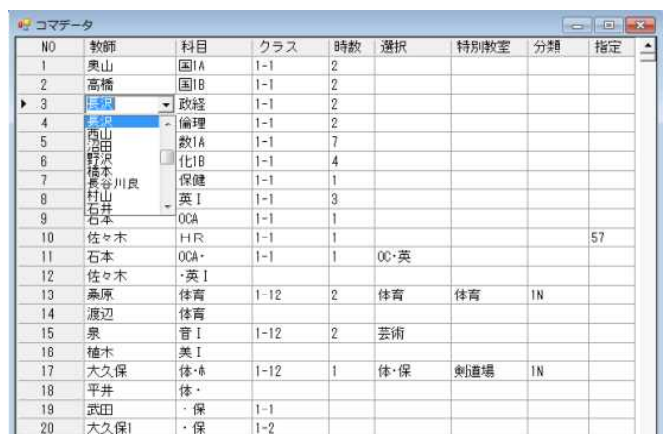 コマデータ
NO 教師 科目 クラス 時数 選択 特別教室 分類 指定
1 奥山 国1A 1-1 2
2 高橋 国1B 1-1 2
3 長沢 政経 1-1 2
4 倫理 1-1 2
5 数1A 1-1 7
6 化1B 1-1 4
7 保健 1-1 1
8 英I 1-1 3
長沢
西山
沼田
野沢
橋本
長谷川良
村山
石井
9 石本 OCA 1-1 1
10 佐々木 HR 1-1 1 57
11 石本 OCA・ 1-1 1 OC・英
12 佐々木 ・英I
13 桑原 体育 1-12 2 体育 体育 1N
14 渡辺 体育
15 泉 音I 1-12 2 芸術
16 植木 美I
17 大久保 体・ 1-12 1 体・保 剣道場 1N
18 平井 体・
19 武田 ・保 1-1
20 大久保1 ・保 1-2